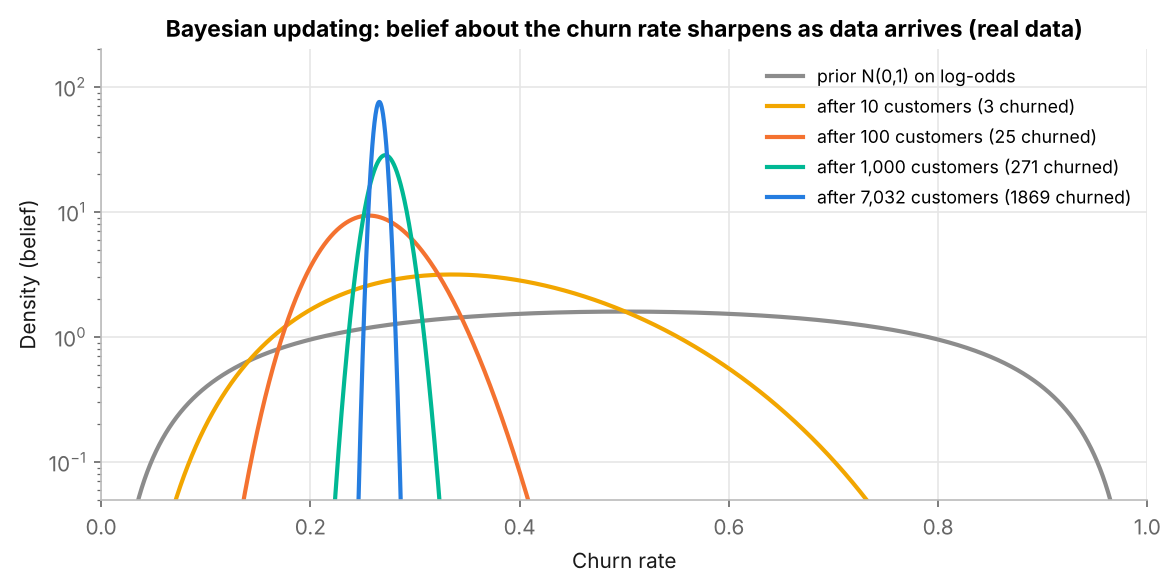 Bayesian updating: belief about the churn rate sharpens as data arrives (real data)
prior N(0,1) on log-odds
after 10 customers (3 churned)
after 100 customers (25 churned)
after 1,000 customers (271 churned)
after 7,032 customers (1869 churned)
Density (belief)
10²
10¹
10⁰
10⁻¹
0.0 0.2 0.4 0.6 0.8 1.0
Churn rate